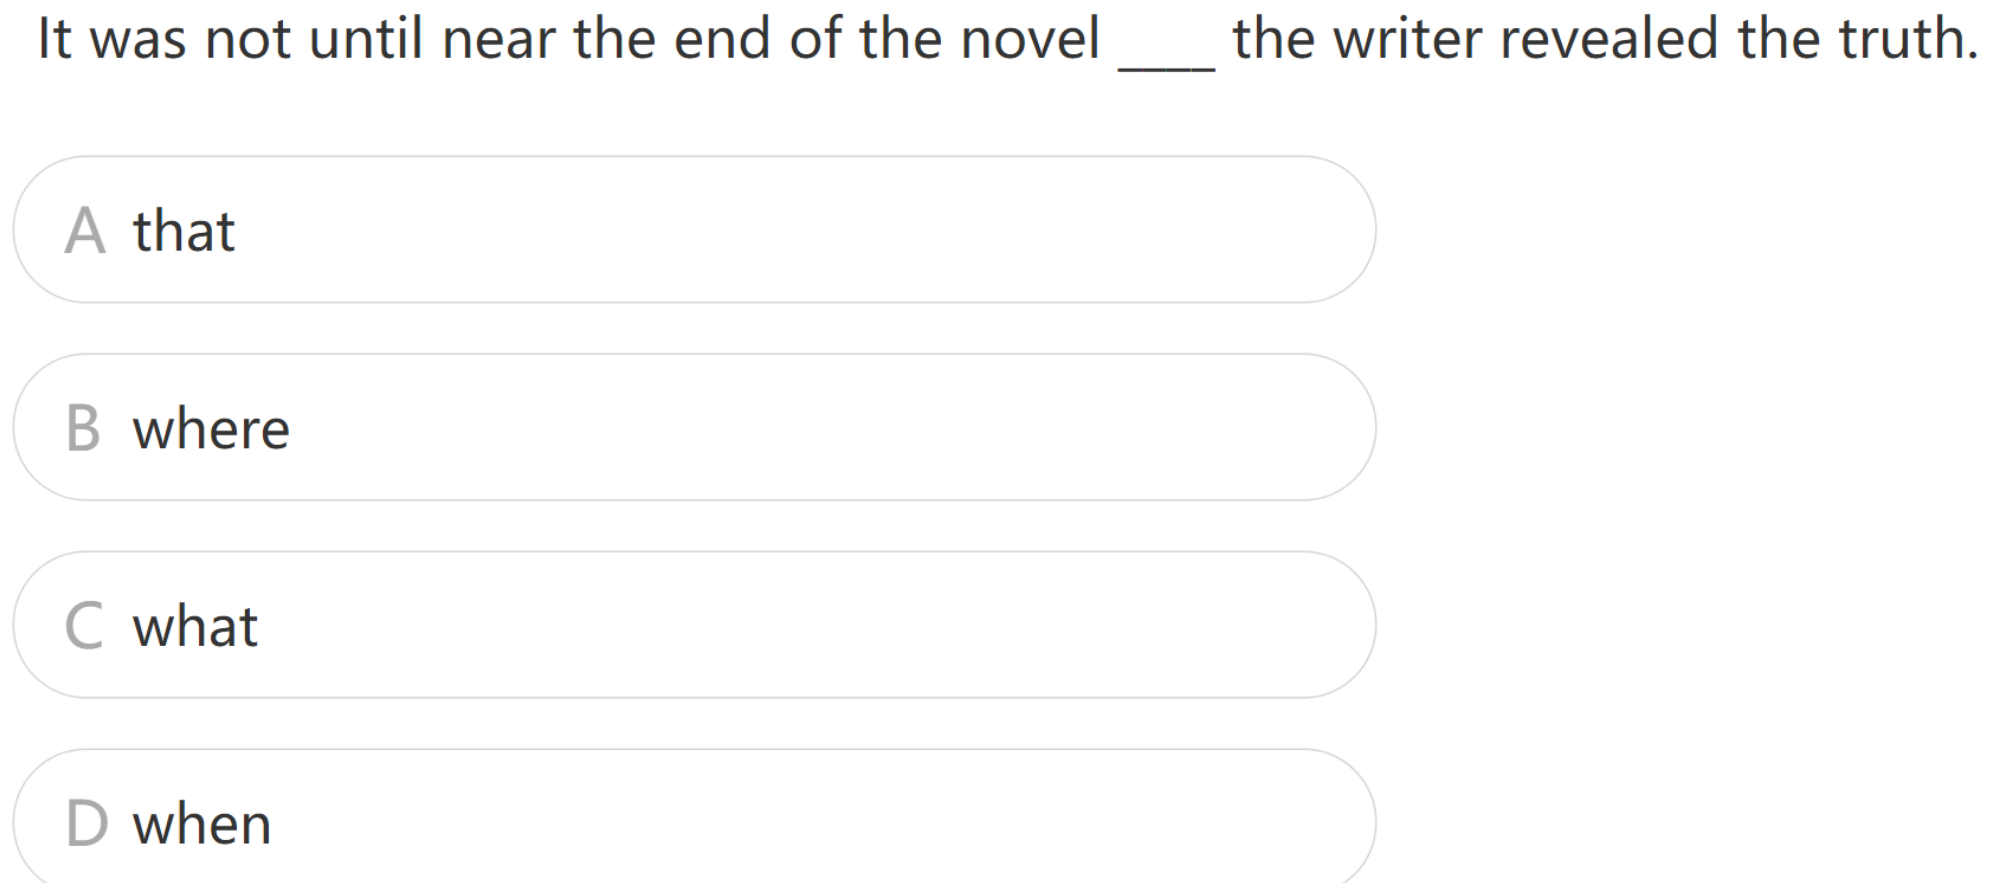 It was not until near the end of the novel ____ the writer revealed the truth.
A that
B where
C what
D when